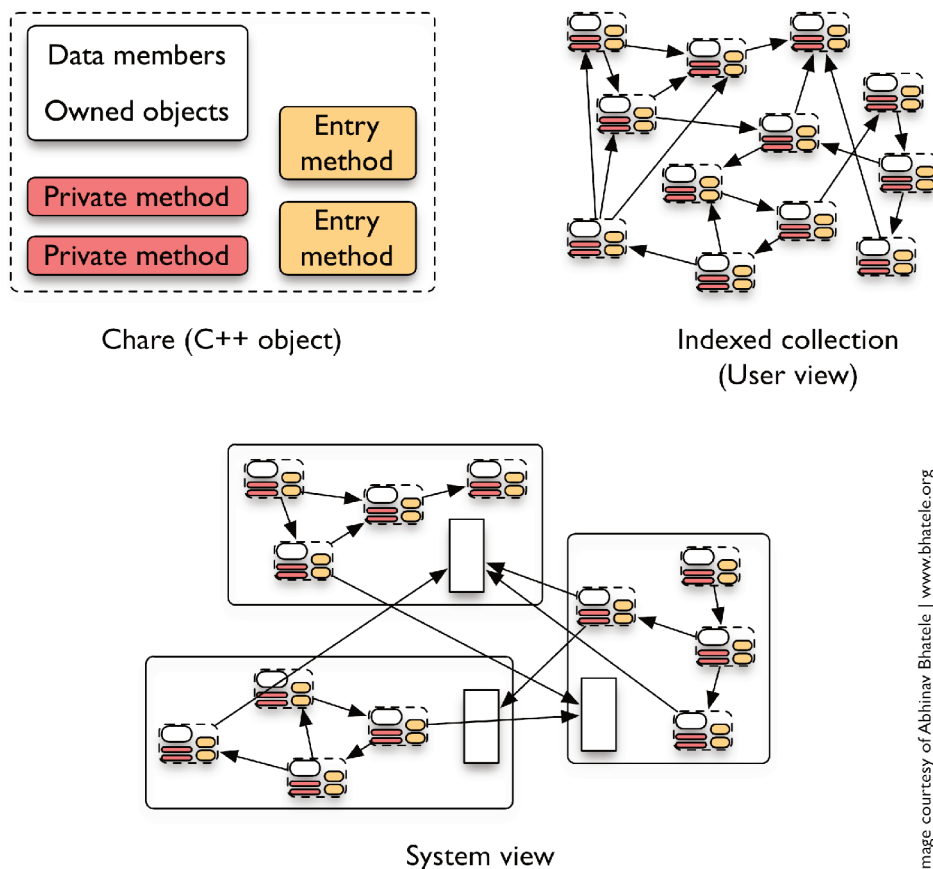 Data members
Owned objects
Entry
method
Private method
Entry
method
Private method
Chare (C++ object)
Indexed collection
(User view)
System view
mage courtesy of Abhinav Bhatele | www.bhatele.org